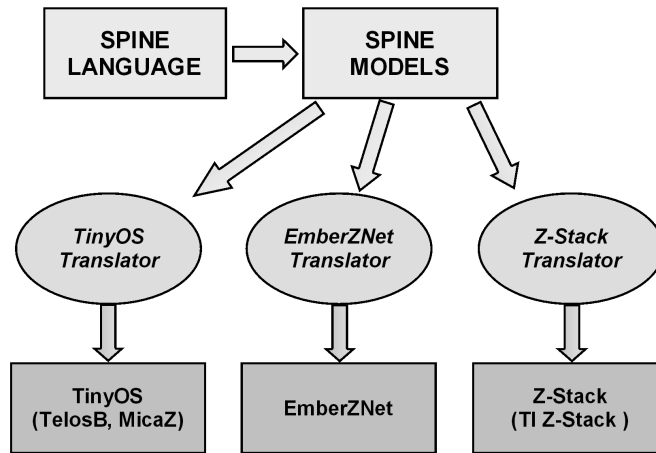 SPINE
LANGUAGE
SPINE
MODELS
TinyOS
Translator
EmberZNet
Translator
Z-Stack
Translator
TinyOS
(TelosB, MicaZ)
EmberZNet
Z-Stack
(TI Z-Stack )